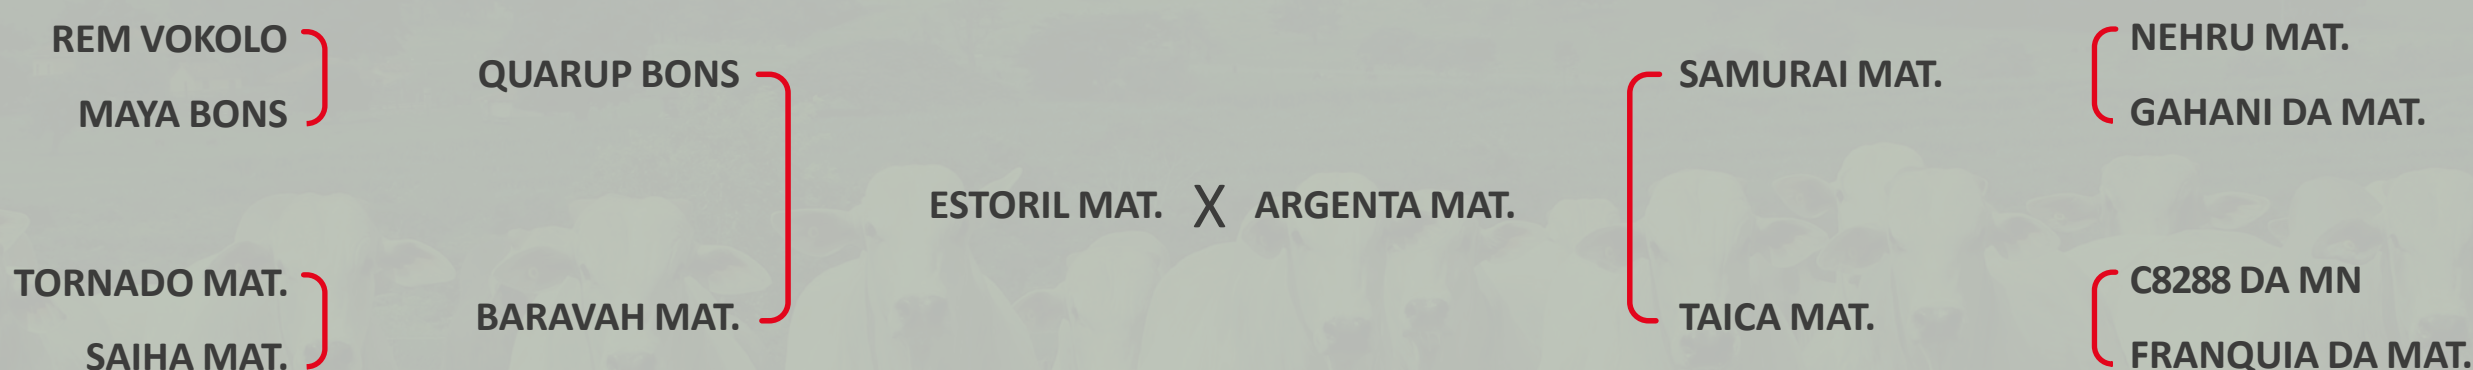 REM VOKOLO
MAYA BONS
QUARUP BONS
TORNADO MAT.
SAIHA MAT.
BARAVAH MAT.
ESTORIL MAT. X ARGENTA MAT.
SAMURAI MAT.
NEHRU MAT.
GAHANI DA MAT.
TAICA MAT.
C8288 DA MN
FRANQUIA DA MAT.